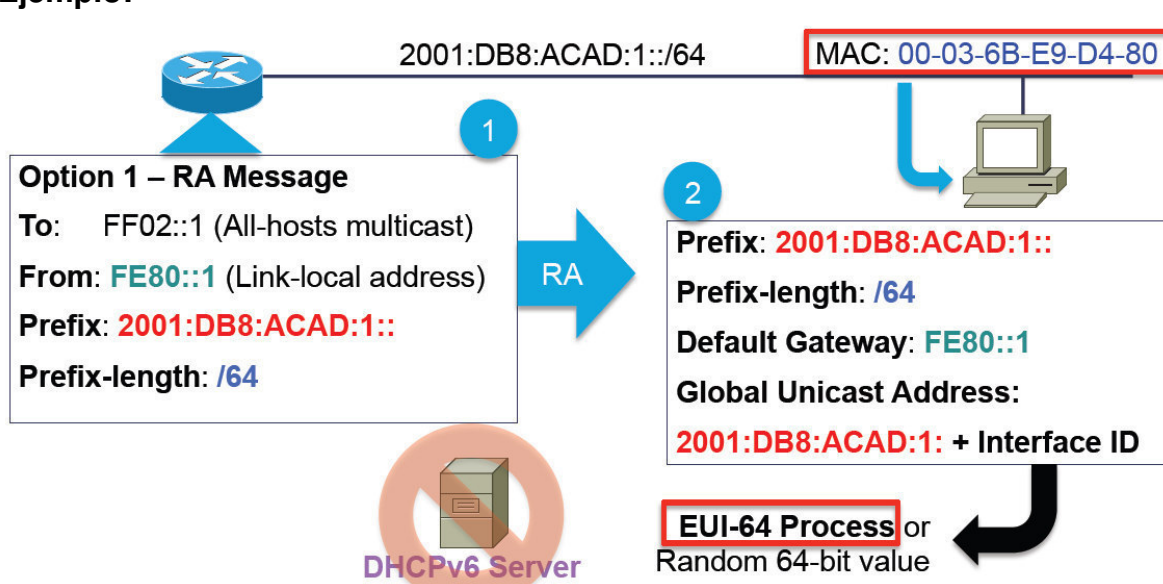 Ejemplo:
2001:DB8:ACAD:1::/64
MAC: 00-03-6B-E9-D4-80
1
Option 1 – RA Message
To: FF02::1 (All-hosts multicast)
From: FE80::1 (Link-local address)
Prefix: 2001:DB8:ACAD:1::
Prefix-length: /64
RA
2
Prefix: 2001:DB8:ACAD:1::
Prefix-length: /64
Default Gateway: FE80::1
Global Unicast Address:
2001:DB8:ACAD:1: + Interface ID
DHCPv6 Server
EUI-64 Process or
Random 64-bit value